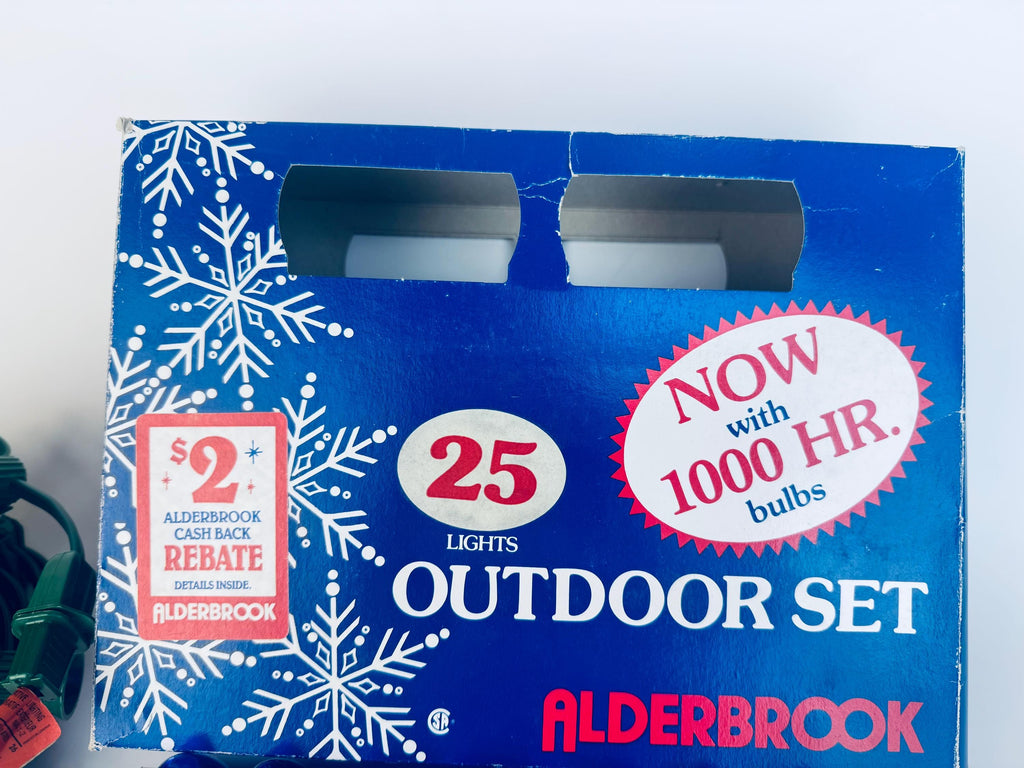 NOW
with
1000 HR.
bulbs
$2
ALDERBROOK
CASH BACK
REBATE
DETAILS INSIDE.
ALDERBROOK
25
LIGHTS
OUTDOOR SET
ALDERBROOK